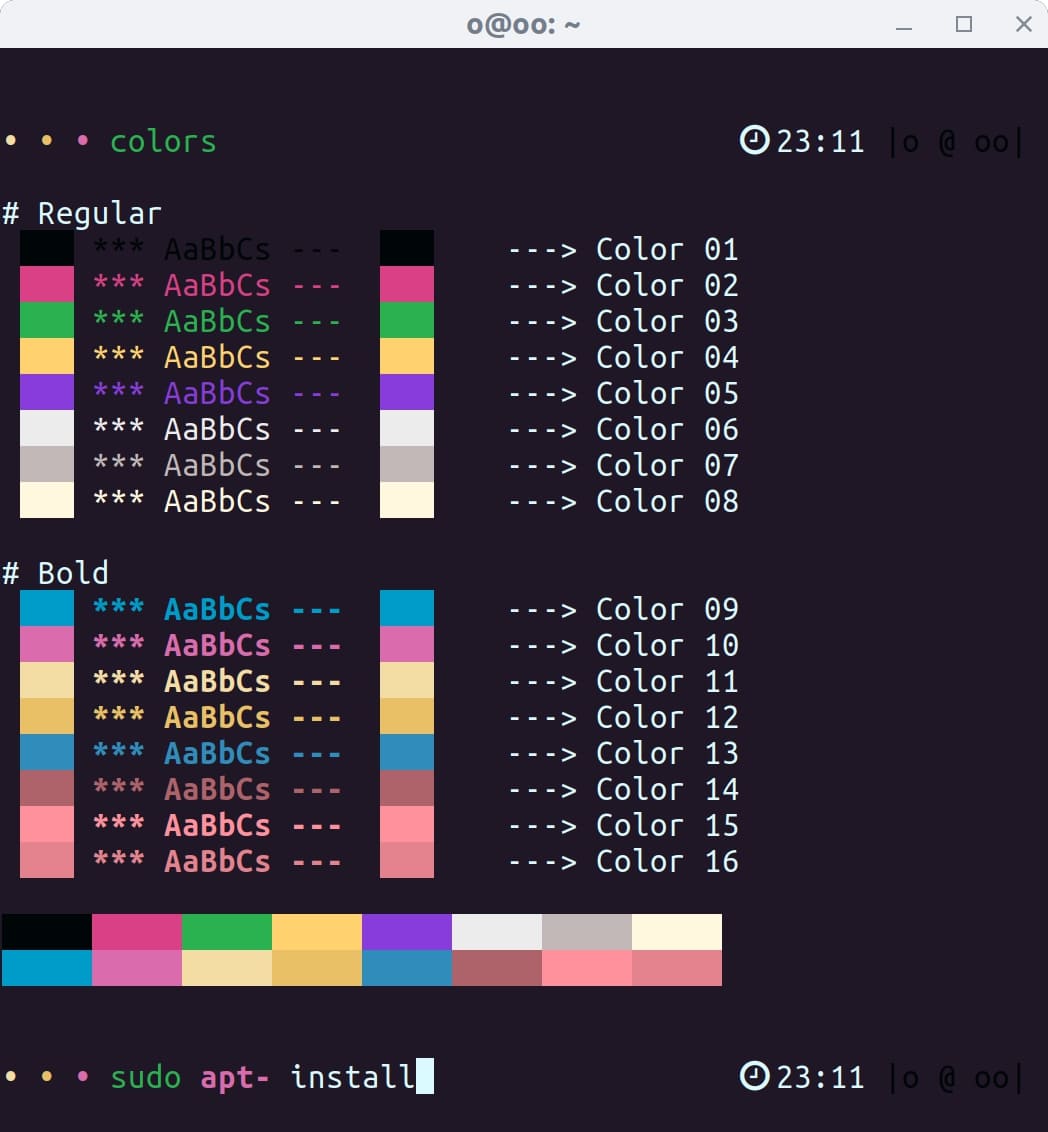 o@oo: ~
• • • colors 23:11 |o @ oo|
# Regular
*** AaBbCs --- ---> Color 01
*** AaBbCs --- ---> Color 02
*** AaBbCs --- ---> Color 03
*** AaBbCs --- ---> Color 04
*** AaBbCs --- ---> Color 05
*** AaBbCs --- ---> Color 06
*** AaBbCs --- ---> Color 07
*** AaBbCs --- ---> Color 08
# Bold
*** AaBbCs --- ---> Color 09
*** AaBbCs --- ---> Color 10
*** AaBbCs --- ---> Color 11
*** AaBbCs --- ---> Color 12
*** AaBbCs --- ---> Color 13
*** AaBbCs --- ---> Color 14
*** AaBbCs --- ---> Color 15
*** AaBbCs --- ---> Color 16
• • • sudo apt- install 23:11 |o @ oo|